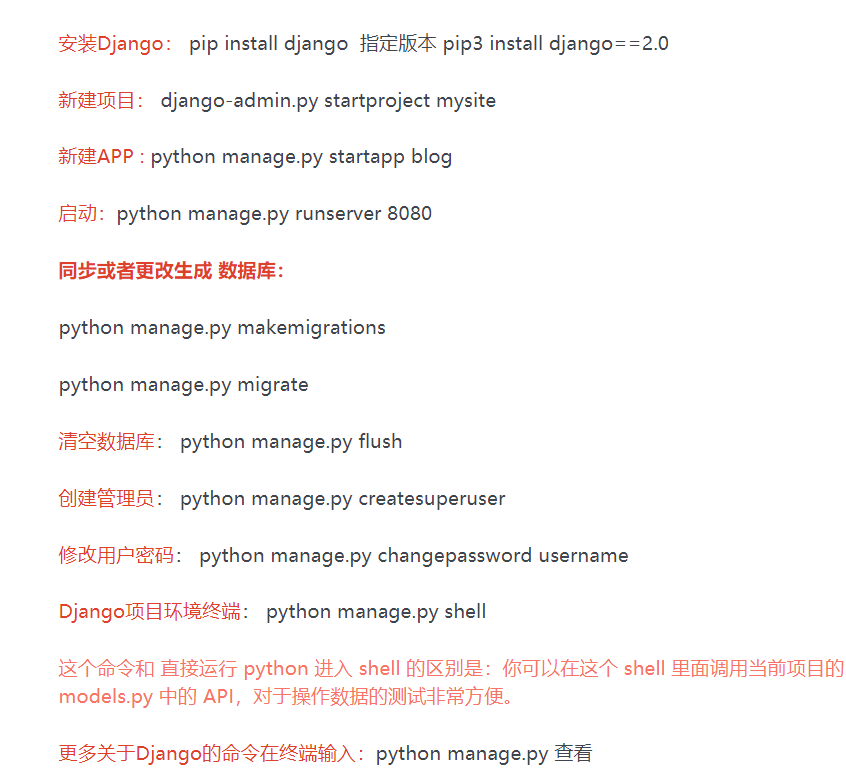 安装Django： pip install django 指定版本 pip3 install django==2.0
新建项目： django-admin.py startproject mysite
新建APP : python manage.py startapp blog
启动：python manage.py runserver 8080
同步或者更改生成 数据库：
python manage.py makemigrations
python manage.py migrate
清空数据库： python manage.py flush
创建管理员： python manage.py createsuperuser
修改用户密码： python manage.py changepassword username
Django项目环境终端： python manage.py shell
这个命令和 直接运行 python 进入 shell 的区别是：你可以在这个 shell 里面调用当前项目的
models.py 中的 API，对于操作数据的测试非常方便。
更多关于Django的命令在终端输入：python manage.py 查看